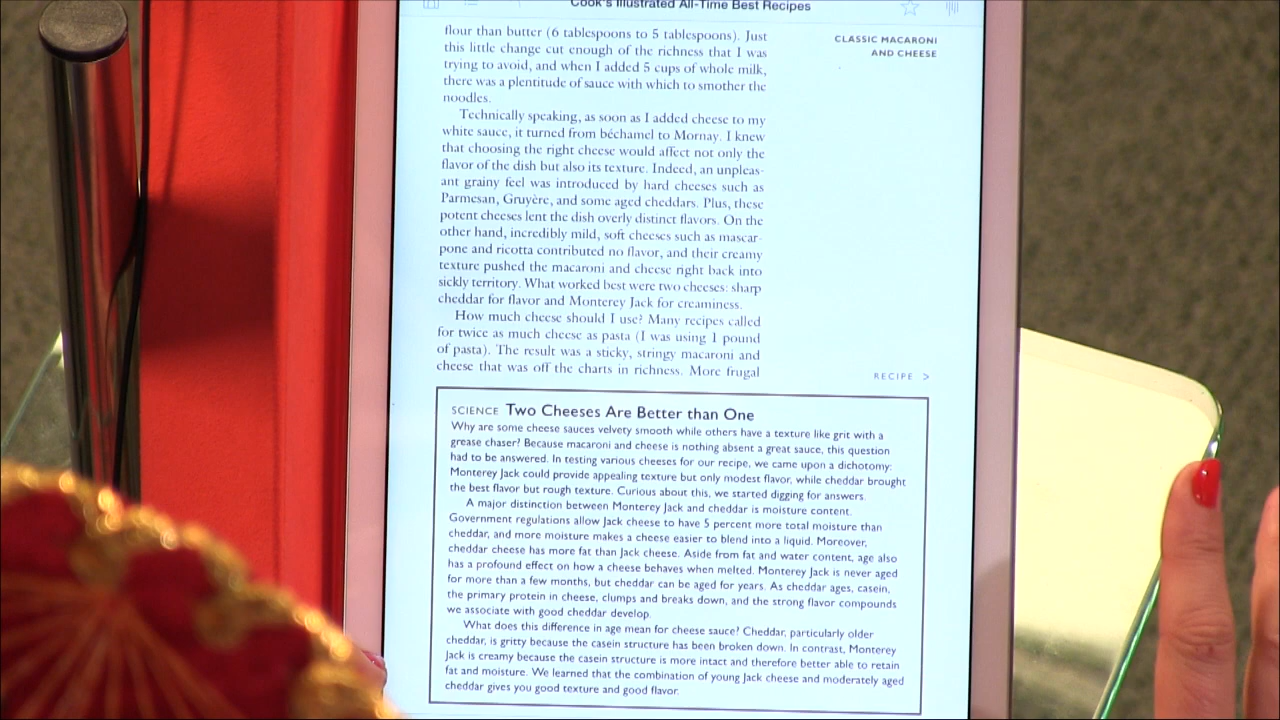 Cook's Illustrated All-Time Best Recipes
flour than butter (6 tablespoons to 5 tablespoons). Just
this little change cut enough of the richness that I was
trying to avoid, and when I added 5 cups of whole milk,
there was a plentitude of sauce with which to smother the
noodles.
Technically speaking, as soon as I added cheese to my
white sauce, it turned from béchamel to Mornay. I knew
that choosing the right cheese would affect not only the
flavor of the dish but also its texture. Indeed, an unpleas-
ant grainy feel was introduced by hard cheeses such as
Parmesan, Gruyère, and some aged cheddars. Plus, these
potent cheeses lent the dish overly distinct flavors. On the
other hand, incredibly mild, soft cheeses such as mascar-
pone and ricotta contributed no flavor, and their creamy
texture pushed the macaroni and cheese right back into
sickly territory. What worked best were two cheeses: sharp
cheddar for flavor and Monterey Jack for creaminess.
How much cheese should I use? Many recipes called
for twice as much cheese as pasta (I was using 1 pound
of pasta). The result was a sticky, stringy macaroni and
cheese that was off the charts in richness. More frugal
CLASSIC MACARONI
AND CHEESE
RECIPE >
SCIENCE Two Cheeses Are Better than One
Why are some cheese sauces velvety smooth while others have a texture like grit with a
grease chaser? Because macaroni and cheese is nothing absent a great sauce, this question
had to be answered. In testing various cheeses for our recipe, we came upon a dichotomy:
Monterey Jack could provide appealing texture but only modest flavor, while cheddar brought
the best flavor but rough texture. Curious about this, we started digging for answers.
A major distinction between Monterey Jack and cheddar is moisture content.
Government regulations allow Jack cheese to have 5 percent more total moisture than
cheddar, and more moisture makes a cheese easier to blend into a liquid. Moreover,
cheddar cheese has more fat than Jack cheese. Aside from fat and water content, age also
has a profound effect on how a cheese behaves when melted. Monterey Jack is never aged
for more than a few months, but cheddar can be aged for years. As cheddar ages, casein,
the primary protein in cheese, clumps and breaks down, and the strong flavor compounds
we associate with good cheddar develop.
What does this difference in age mean for cheese sauce? Cheddar, particularly older
cheddar, is gritty because the casein structure has been broken down. In contrast, Monterey
Jack is creamy because the casein structure is more intact and therefore better able to retain
fat and moisture. We learned that the combination of young Jack cheese and moderately aged
cheddar gives you good texture and good flavor.